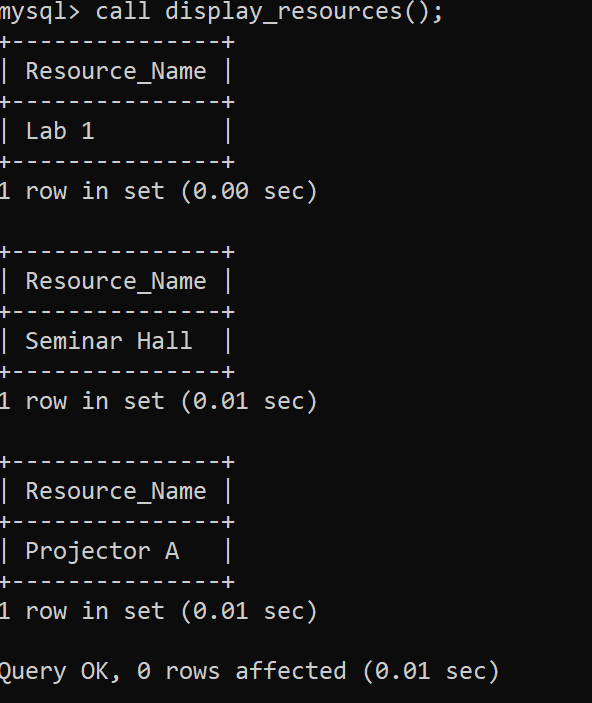 mysql> call display_resources();
+---------------+
| Resource_Name |
+---------------+
| Lab 1         |
+---------------+
1 row in set (0.00 sec)

+---------------+
| Resource_Name |
+---------------+
| Seminar Hall  |
+---------------+
1 row in set (0.01 sec)

+---------------+
| Resource_Name |
+---------------+
| Projector A   |
+---------------+
1 row in set (0.01 sec)

Query OK, 0 rows affected (0.01 sec)